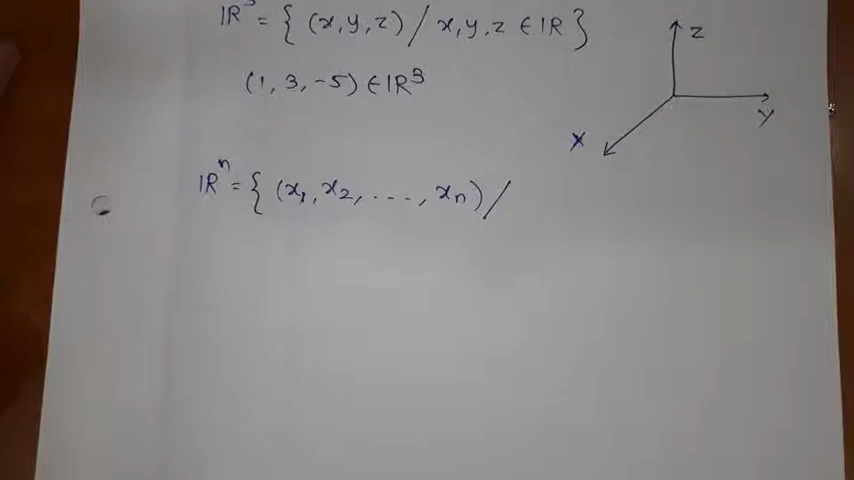 IR³ = { (x, y, z) / x, y, z ∈ IR }
z
(1, 3, -5) ∈ IR³
y
x
IRⁿ = { (x₁, x₂, ...., xₙ) /